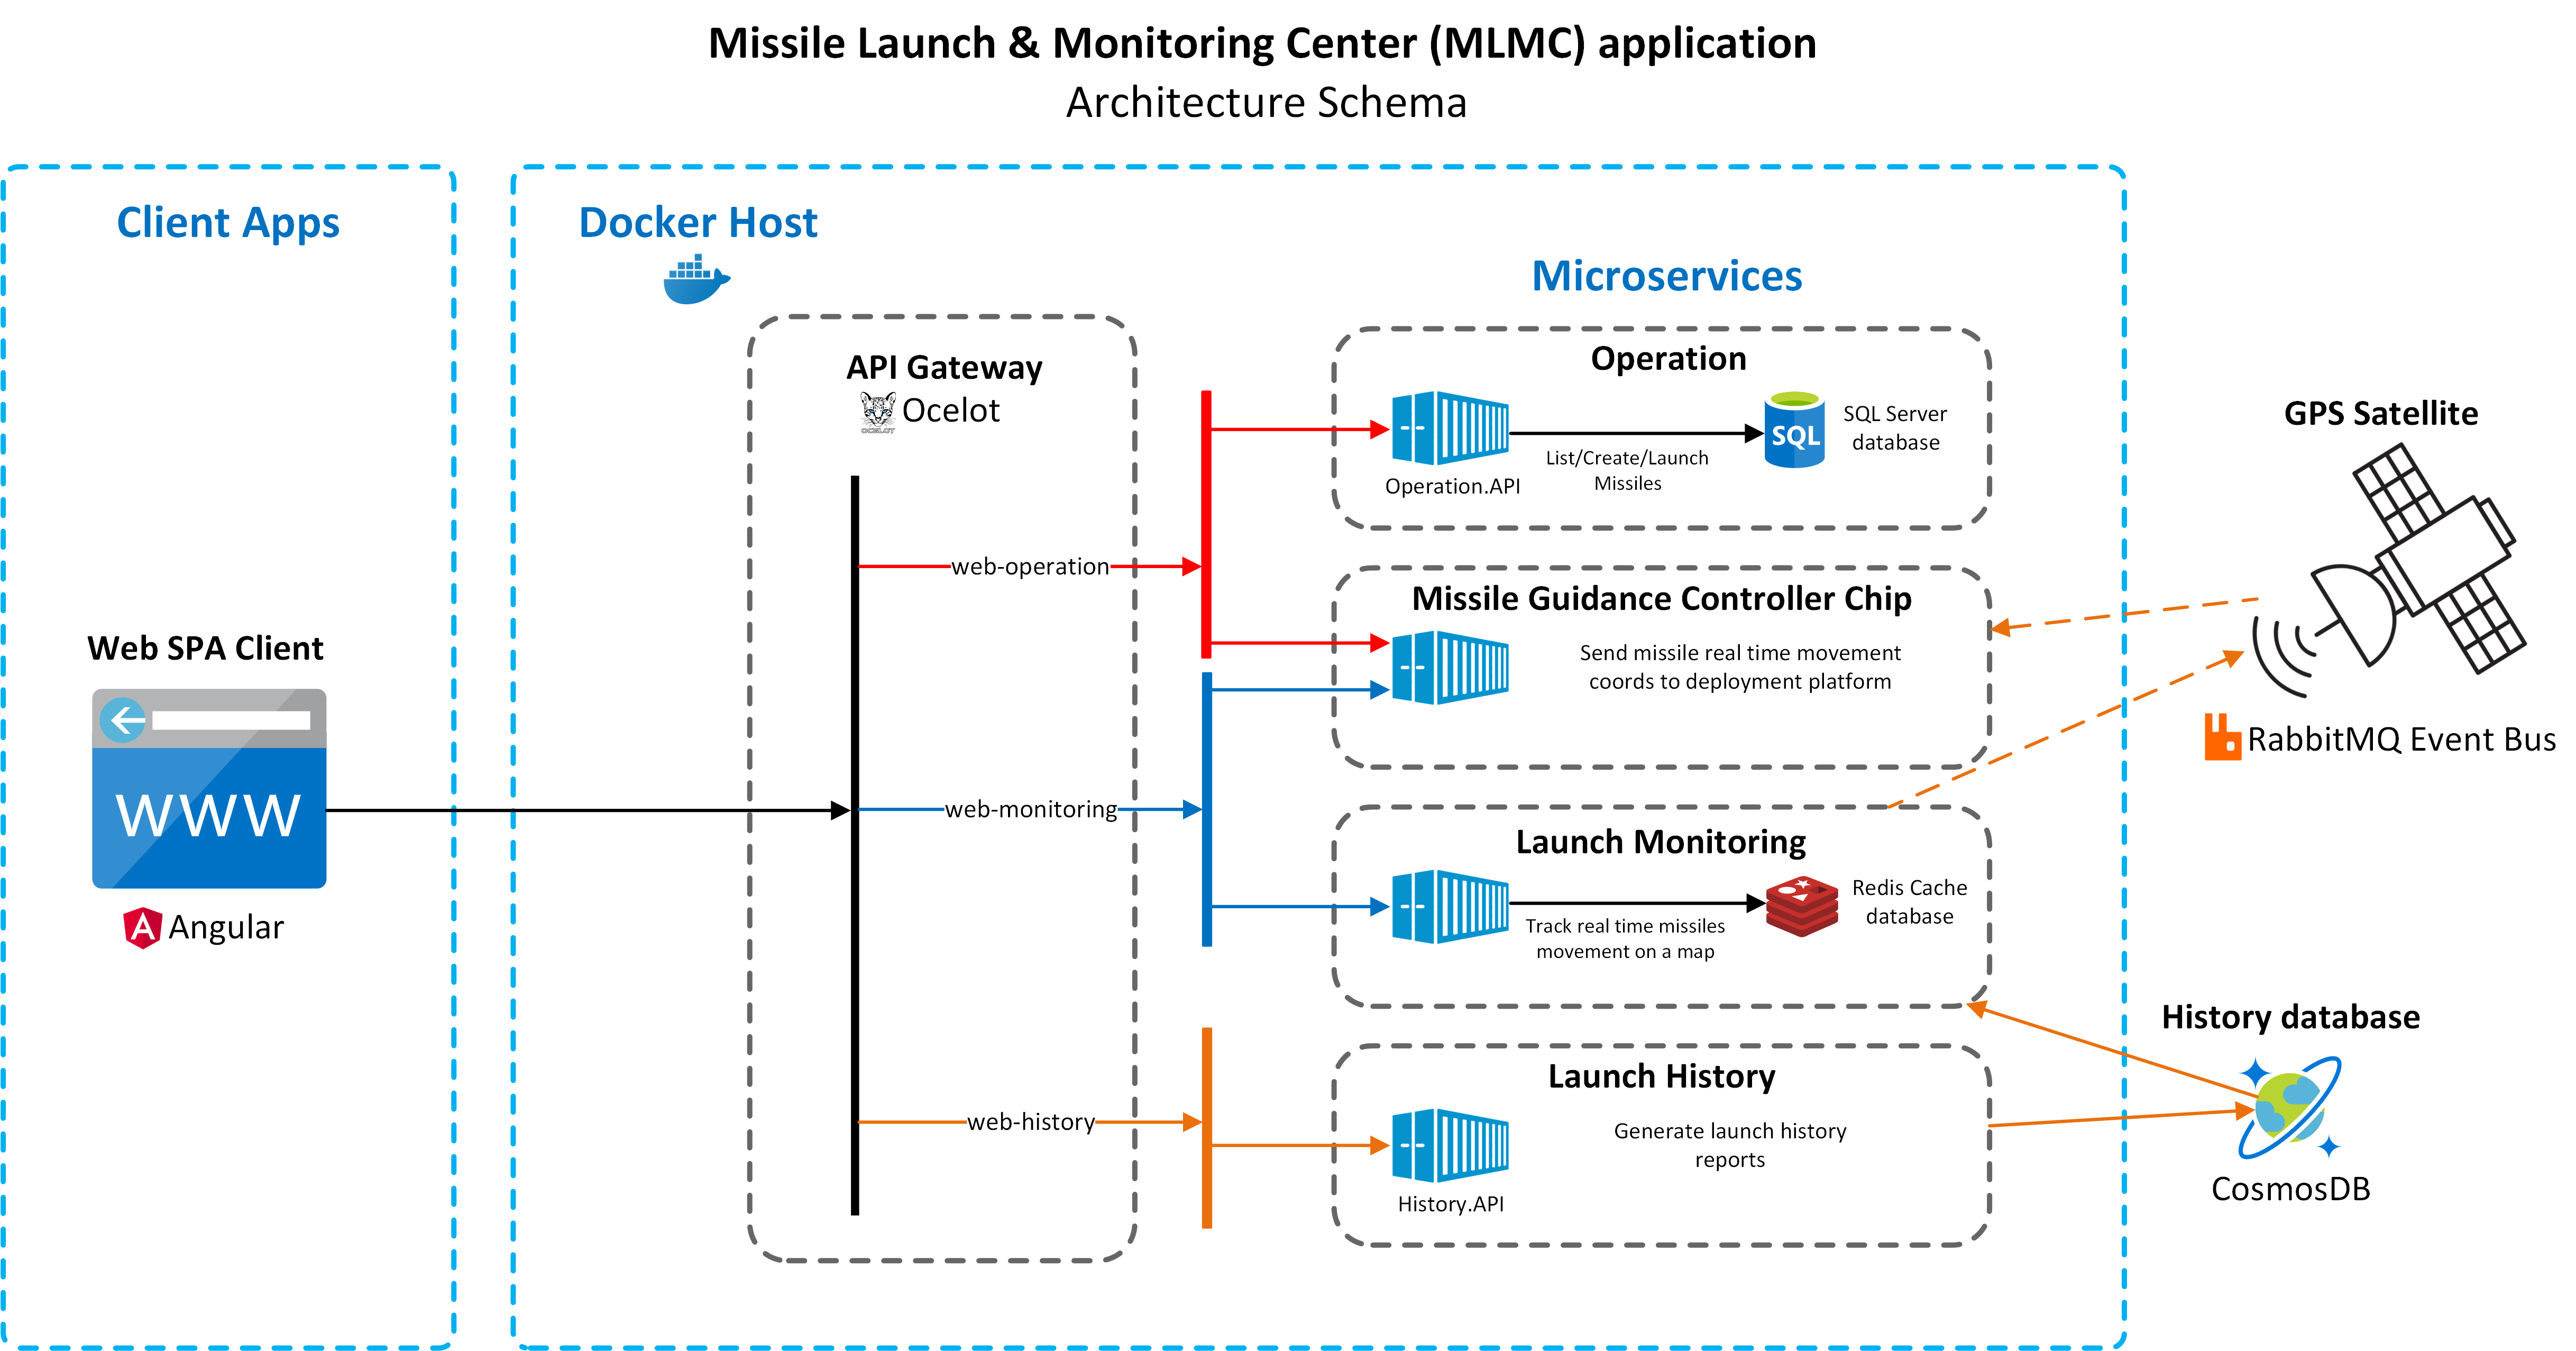 Missile Launch & Monitoring Center (MLMC) application
Architecture Schema
Client Apps
Web SPA Client
WWW
Angular
Docker Host
API Gateway
OCELOT
Ocelot
web-operation
web-monitoring
web-history
Microservices
Operation
Operation.API
List/Create/Launch
Missiles
SQL
SQL Server
database
Missile Guidance Controller Chip
Send missile real time movement
coords to deployment platform
Launch Monitoring
Track real time missiles
movement on a map
Redis Cache
database
Launch History
History.API
Generate launch history
reports
GPS Satellite
RabbitMQ Event Bus
History database
CosmosDB